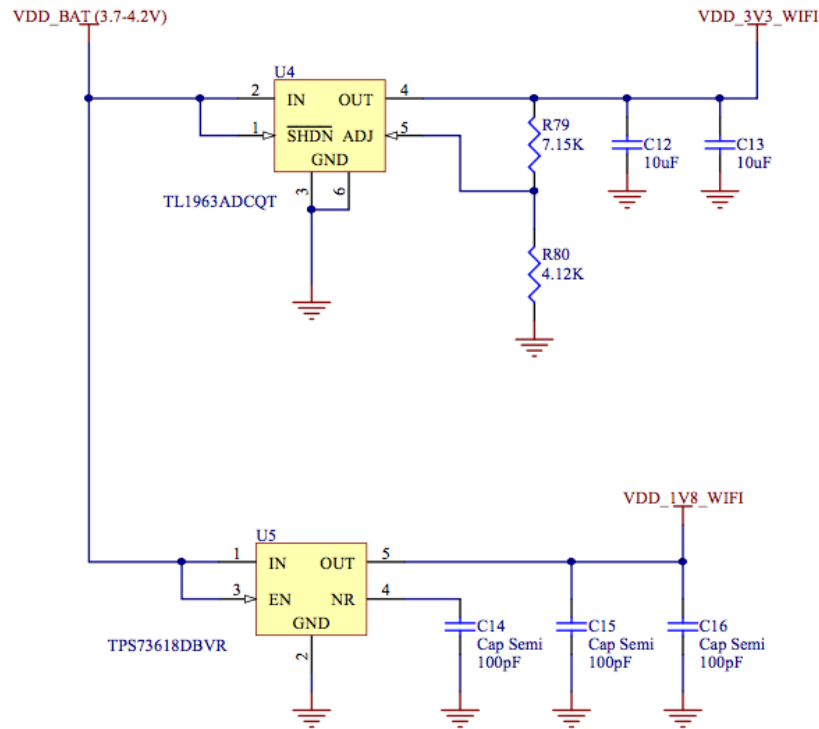 VDD_BAT (3.7-4.2V)
VDD_3V3_WIFI
U4
2
IN
OUT
4
1
SHDN
ADJ
5
GND
3
6
TL1963ADCQT
R79
7.15K
C12
10uF
C13
10uF
R80
4.12K
VDD_1V8_WIFI
U5
1
IN
OUT
5
3
EN
NR
4
GND
2
TPS73618DBVR
C14
Cap Semi
100pF
C15
Cap Semi
100pF
C16
Cap Semi
100pF